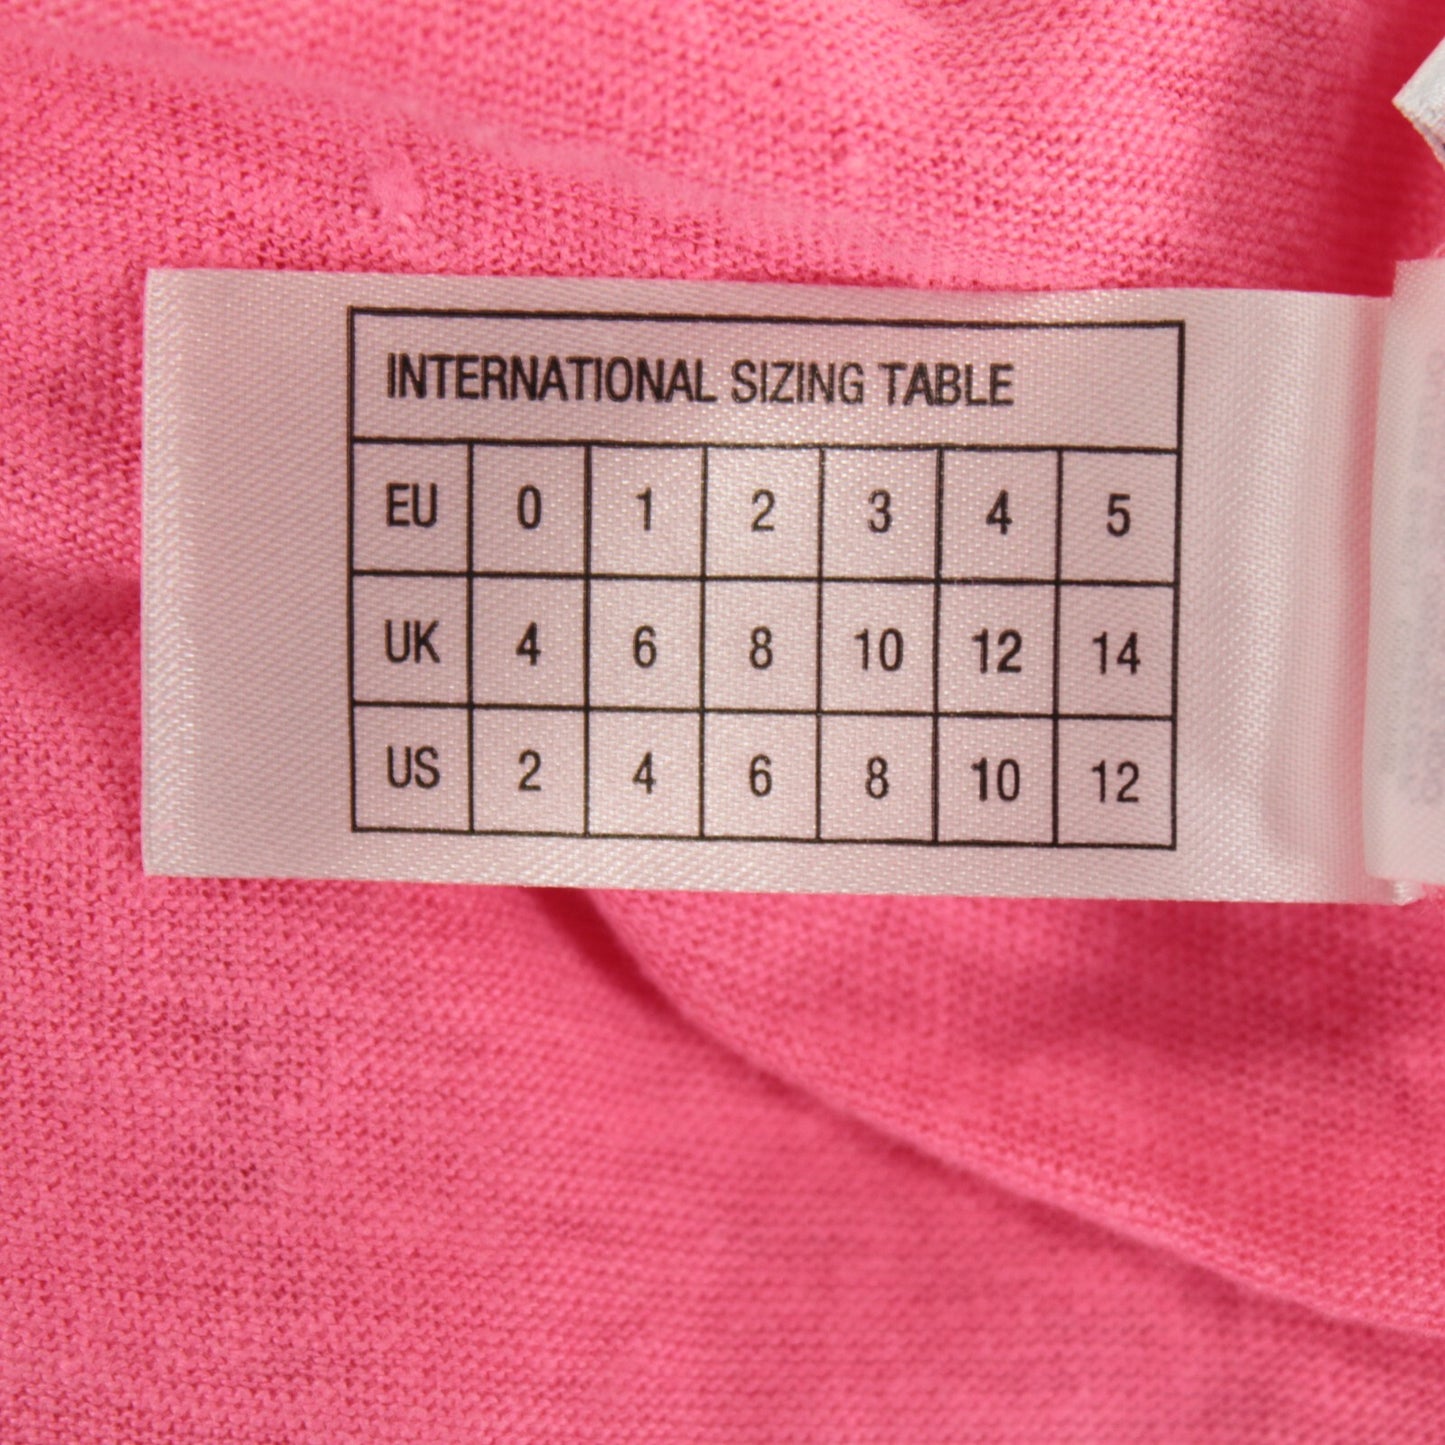 INTERNATIONAL SIZING TABLE
EU 0 1 2 3 4 5
UK 4 6 8 10 12 14
US 2 4 6 8 10 12